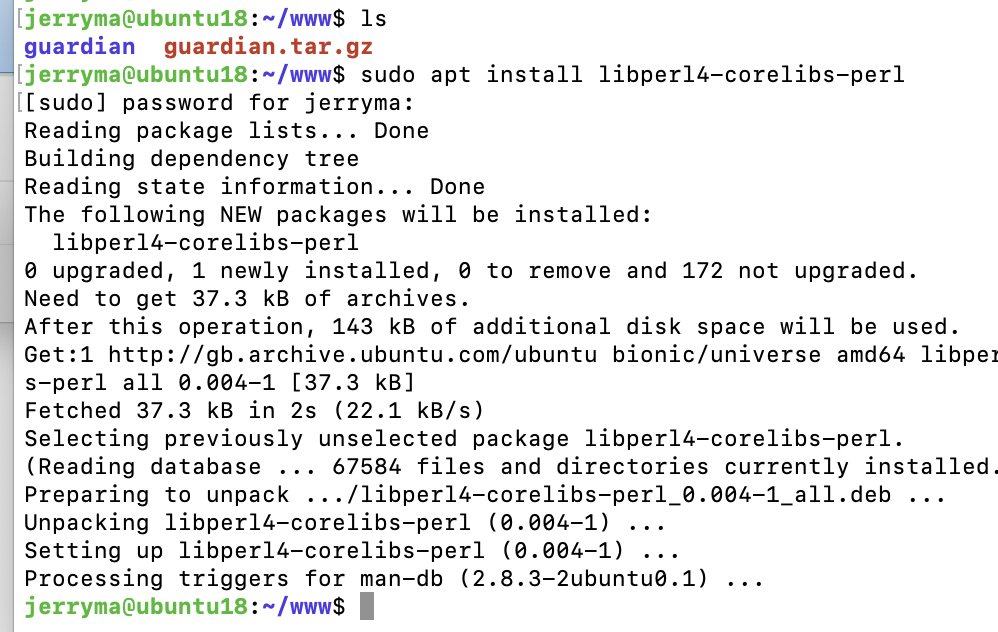 [jerryma@ubuntu18:~/www$ ls
guardian  guardian.tar.gz
[jerryma@ubuntu18:~/www$ sudo apt install libperl4-corelibs-perl
[[sudo] password for jerryma:
Reading package lists... Done
Building dependency tree
Reading state information... Done
The following NEW packages will be installed:
  libperl4-corelibs-perl
0 upgraded, 1 newly installed, 0 to remove and 172 not upgraded.
Need to get 37.3 kB of archives.
After this operation, 143 kB of additional disk space will be used.
Get:1 http://gb.archive.ubuntu.com/ubuntu bionic/universe amd64 libper
s-perl all 0.004-1 [37.3 kB]
Fetched 37.3 kB in 2s (22.1 kB/s)
Selecting previously unselected package libperl4-corelibs-perl.
(Reading database ... 67584 files and directories currently installed.
Preparing to unpack .../libperl4-corelibs-perl_0.004-1_all.deb ...
Unpacking libperl4-corelibs-perl (0.004-1) ...
Setting up libperl4-corelibs-perl (0.004-1) ...
Processing triggers for man-db (2.8.3-2ubuntu0.1) ...
jerryma@ubuntu18:~/www$